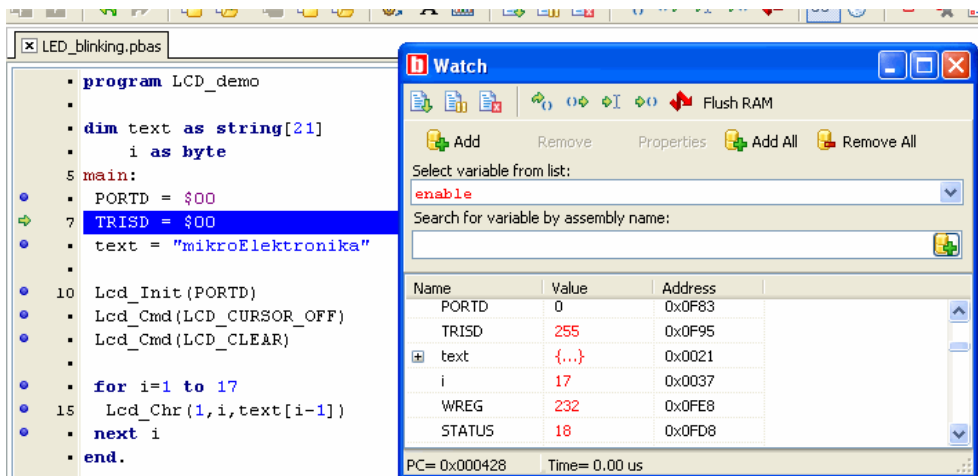 LED_blinking.pbas
program LCD_demo
dim text as string[21]
i as byte
5 main:
PORTD = $00
7 TRISD = $00
text = "mikroElektronika"
10 Lcd_Init(PORTD)
Lcd_Cmd(LCD_CURSOR_OFF)
Lcd_Cmd(LCD_CLEAR)
for i=1 to 17
15 Lcd_Chr(1,i,text[i-1])
next i
end.
Watch
Flush RAM
Add Remove Properties Add All Remove All
Select variable from list:
enable
Search for variable by assembly name:
Name Value Address
PORTD 0 0x0F83
TRISD 255 0x0F95
text {...} 0x0021
i 17 0x0037
WREG 232 0x0FE8
STATUS 18 0x0FD8
PC= 0x000428 Time= 0.00 us